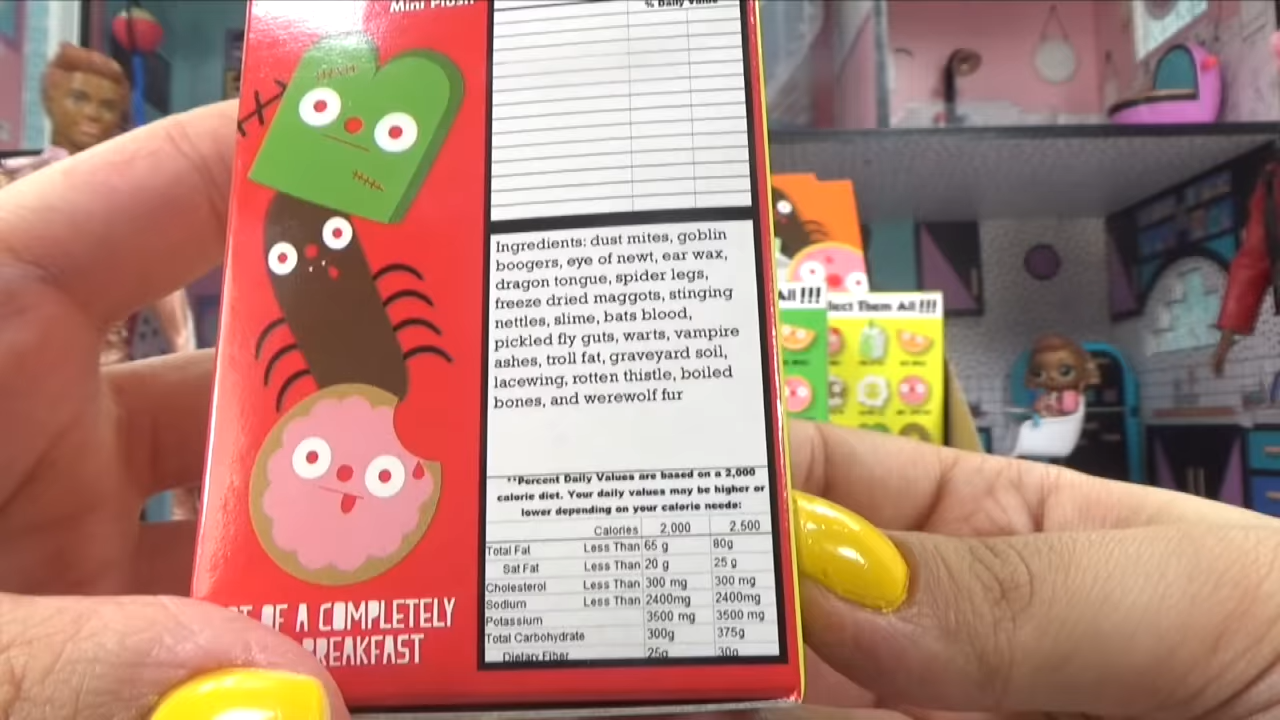 Mini Plush
% Daily Value
Ingredients: dust mites, goblin
boogers, eye of newt, ear wax,
dragon tongue, spider legs,
freeze dried maggots, stinging
nettles, slime, bats blood,
pickled fly guts, warts, vampire
ashes, troll fat, graveyard soil,
lacewing, rotten thistle, boiled
bones, and werewolf fur
**Percent Daily Values are based on a 2,000
calorie diet. Your daily values may be higher or
lower depending on your calorie needs:
Calories 2,000 2,500
Total Fat Less Than 65 g 80g
Sat Fat Less Than 20 g 25 g
Cholesterol Less Than 300 mg 300 mg
Sodium Less Than 2400mg 2400mg
Potassium 3500 mg 3500 mg
Total Carbohydrate 300g 375g
Dietary Fiber 25g 30g
OF A COMPLETELY
BREAKFAST
All !!!
Them All !!!